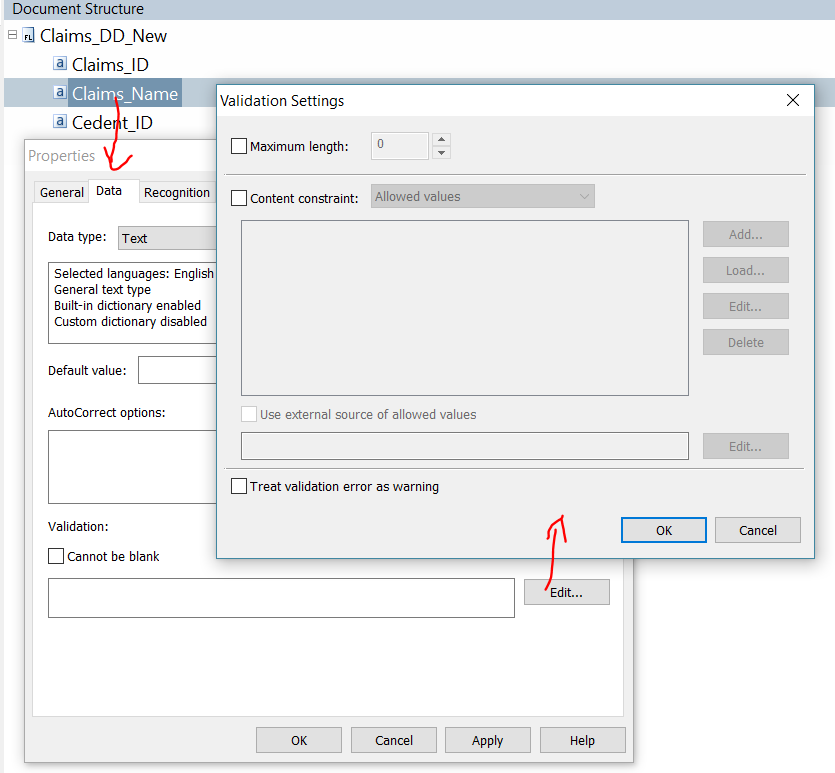 Document Structure
FL Claims_DD_New
a Claims_ID
a Claims_Name
a Cedent_ID
Properties
General Data Recognition
Data type: Text
Selected languages: English
General text type
Built-in dictionary enabled
Custom dictionary disabled
Default value:
AutoCorrect options:
Validation:
Cannot be blank
Edit...
OK Cancel Apply Help
Validation Settings
Maximum length: 0
Content constraint: Allowed values
Add...
Load...
Edit...
Delete
Use external source of allowed values
Edit...
Treat validation error as warning
OK Cancel